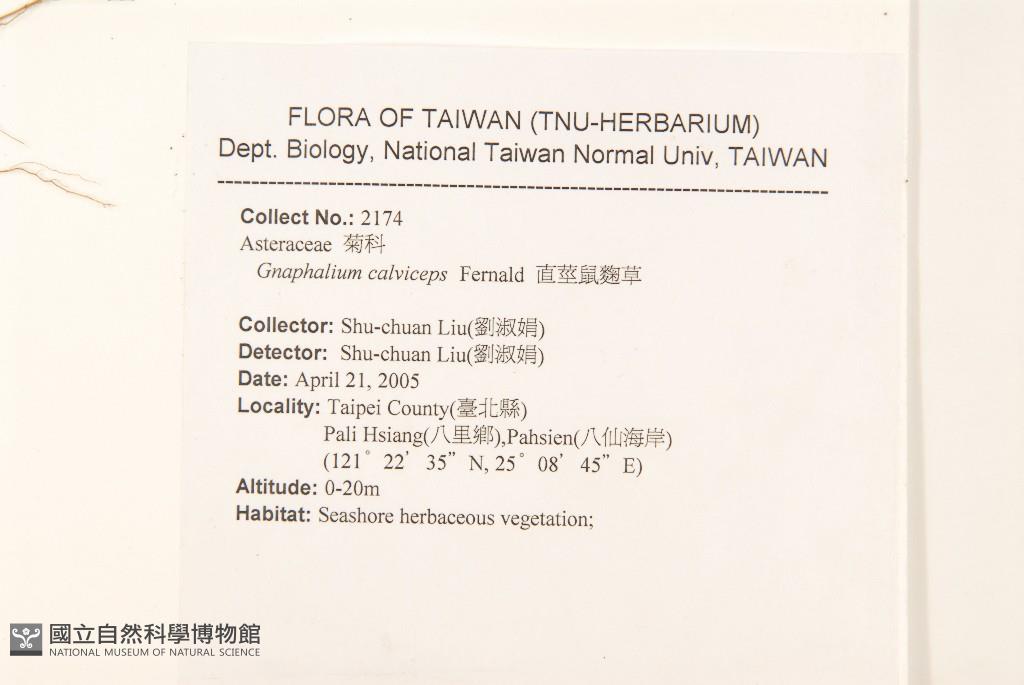 FLORA OF TAIWAN (TNU-HERBARIUM)
Dept. Biology, National Taiwan Normal Univ, TAIWAN
Collect No.: 2174
Asteraceae 菊科
Gnaphalium calviceps Fernald 直莖鼠麴草
Collector: Shu-chuan Liu(劉淑娟)
Detector: Shu-chuan Liu(劉淑娟)
Date: April 21, 2005
Locality: Taipei County(臺北縣)
Pali Hsiang(八里鄉),Pahsien(八仙海岸)
(121° 22′ 35” N, 25° 08′ 45” E)
Altitude: 0-20m
Habitat: Seashore herbaceous vegetation;
國立自然科學博物館
NATIONAL MUSEUM OF NATURAL SCIENCE